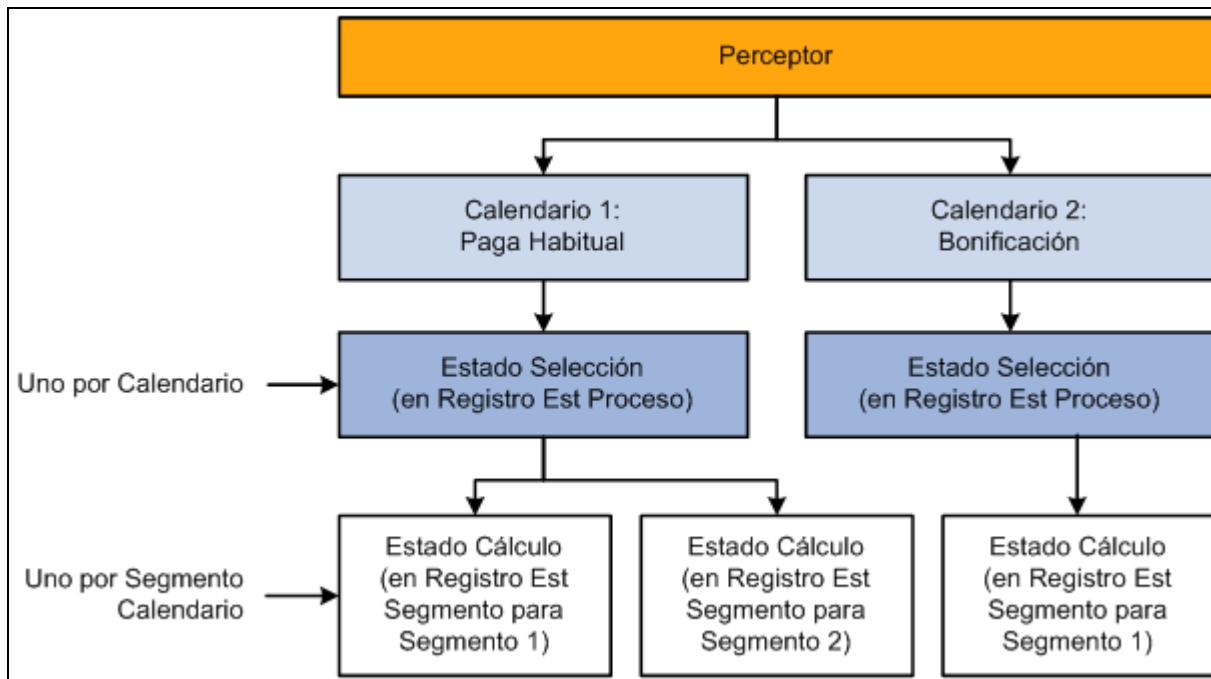 Perceptor
Calendario 1:
Paga Habitual
Calendario 2:
Bonificación
Uno por Calendario
Estado Selección
(en Registro Est Proceso)
Estado Selección
(en Registro Est Proceso)
Uno por Segmento
Calendario
Estado Cálculo
(en Registro Est
Segmento para
Segmento 1)
Estado Cálculo
(en Registro Est
Segmento para
Segmento 2)
Estado Cálculo
(en Registro Est
Segmento para
Segmento 1)